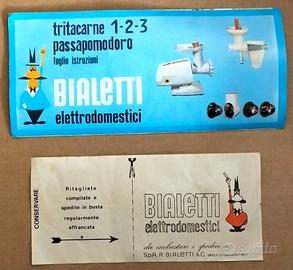 tritacarne 1-2-3
passapomodoro
foglio istruzioni
BIALETTI
elettrodomestici
CONSERVARE
Ritagliate
compilate e
spedite in busta
regolarmente
affrancata
a
BIALETTI
elettrodomestici
da imbustare e spedire a:
S.p.A. R. BIALETTI & C.
subito